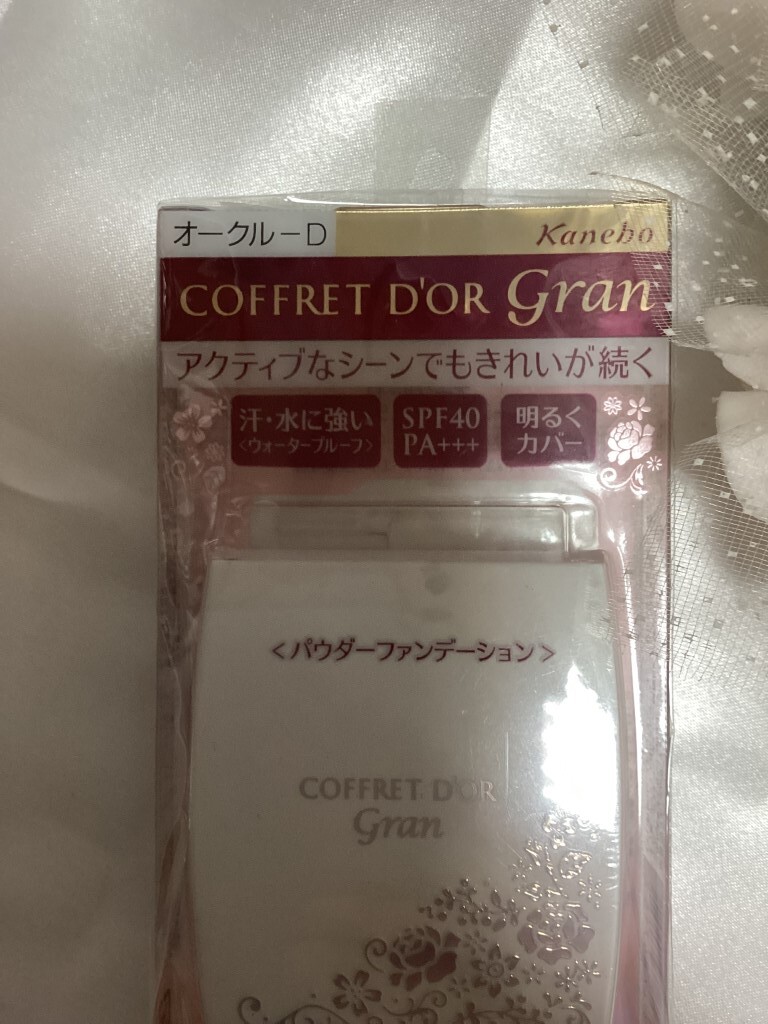 オークルーD
Kanebo
COFFRET D'OR Gran
アクティブなシーンでもきれいが続く
汗・水に強い
<ウォータープルーフ>
SPF40
PA+++
明るく
カバー
<パウダーファンデーション>
COFFRET D'OR
Gran